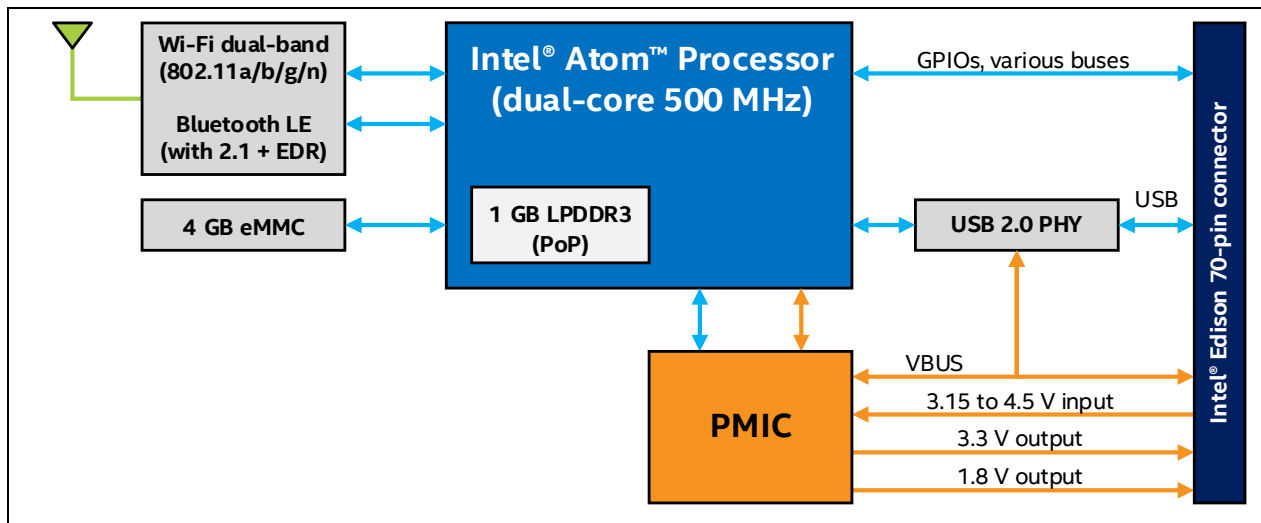 Wi-Fi dual-band
(802.11a/b/g/n)
Bluetooth LE
(with 2.1 + EDR)
4 GB eMMC
Intel® Atom™ Processor
(dual-core 500 MHz)
1 GB LPDDR3
(PoP)
GPIOs, various buses
USB 2.0 PHY
USB
PMIC
VBUS
3.15 to 4.5 V input
3.3 V output
1.8 V output
Intel® Edison 70-pin connector